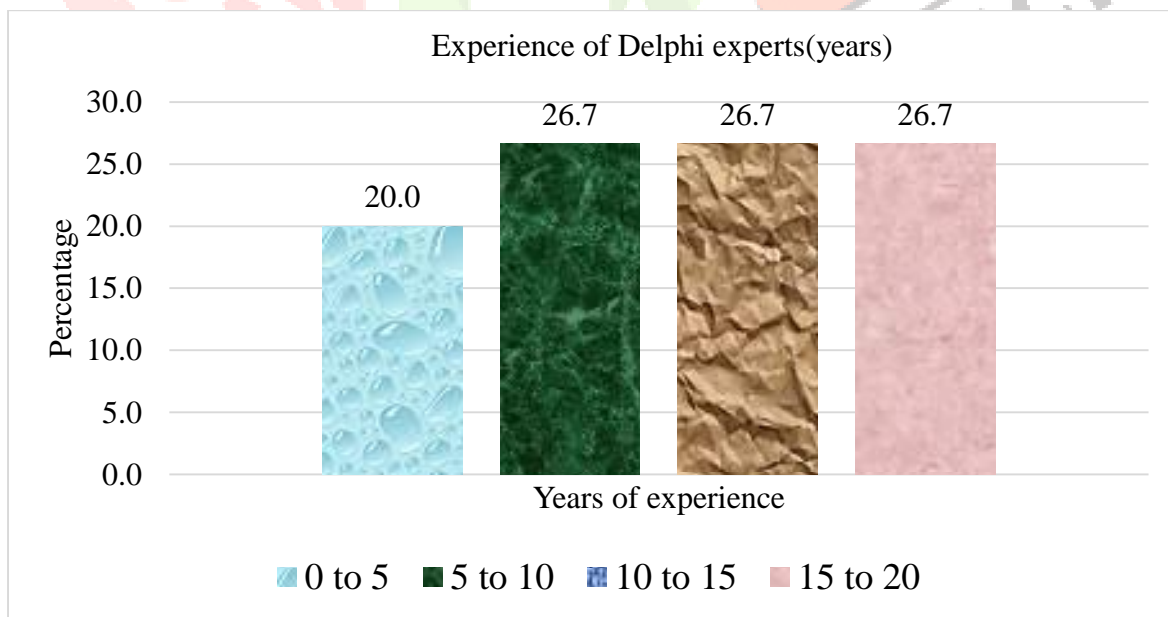 Experience of Delphi experts(years)
30.0
25.0
20.0
15.0
10.0
5.0
0.0
Percentage
20.0
26.7
26.7
26.7
Years of experience
0 to 5
5 to 10
10 to 15
15 to 20